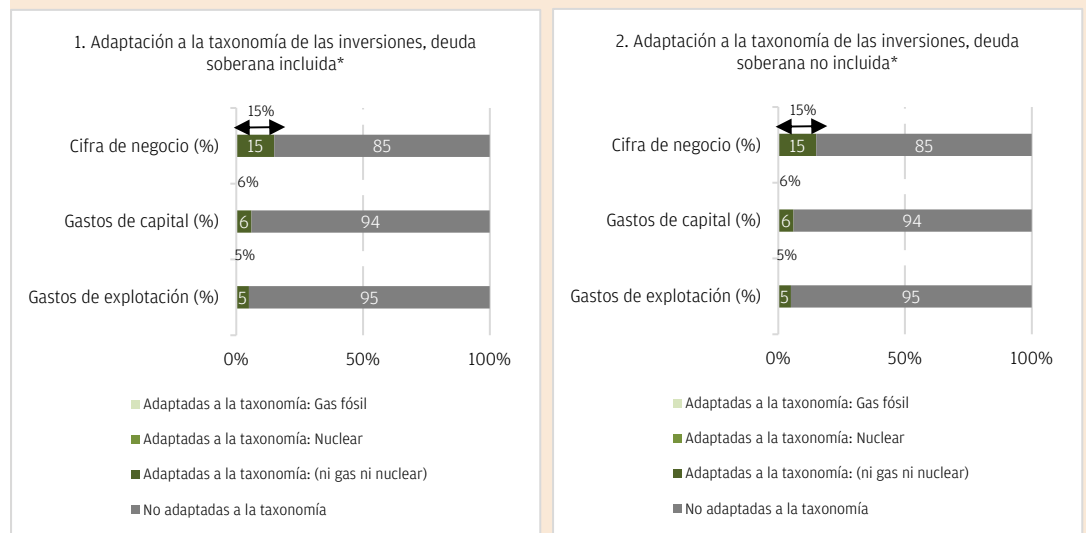 1. Adaptación a la taxonomía de las inversiones, deuda
soberana incluida*
15%
Cifra de negocio (%) 15 85
6%
Gastos de capital (%) 6 94
5%
Gastos de explotación (%) 5 95
0% 50% 100%
Adaptadas a la taxonomía: Gas fósil
Adaptadas a la taxonomía: Nuclear
Adaptadas a la taxonomía: (ni gas ni nuclear)
No adaptadas a la taxonomía
2. Adaptación a la taxonomía de las inversiones, deuda
soberana no incluida*
15%
Cifra de negocio (%) 15 85
6%
Gastos de capital (%) 6 94
5%
Gastos de explotación (%) 5 95
0% 50% 100%
Adaptadas a la taxonomía: Gas fósil
Adaptadas a la taxonomía: Nuclear
Adaptadas a la taxonomía: (ni gas ni nuclear)
No adaptadas a la taxonomía